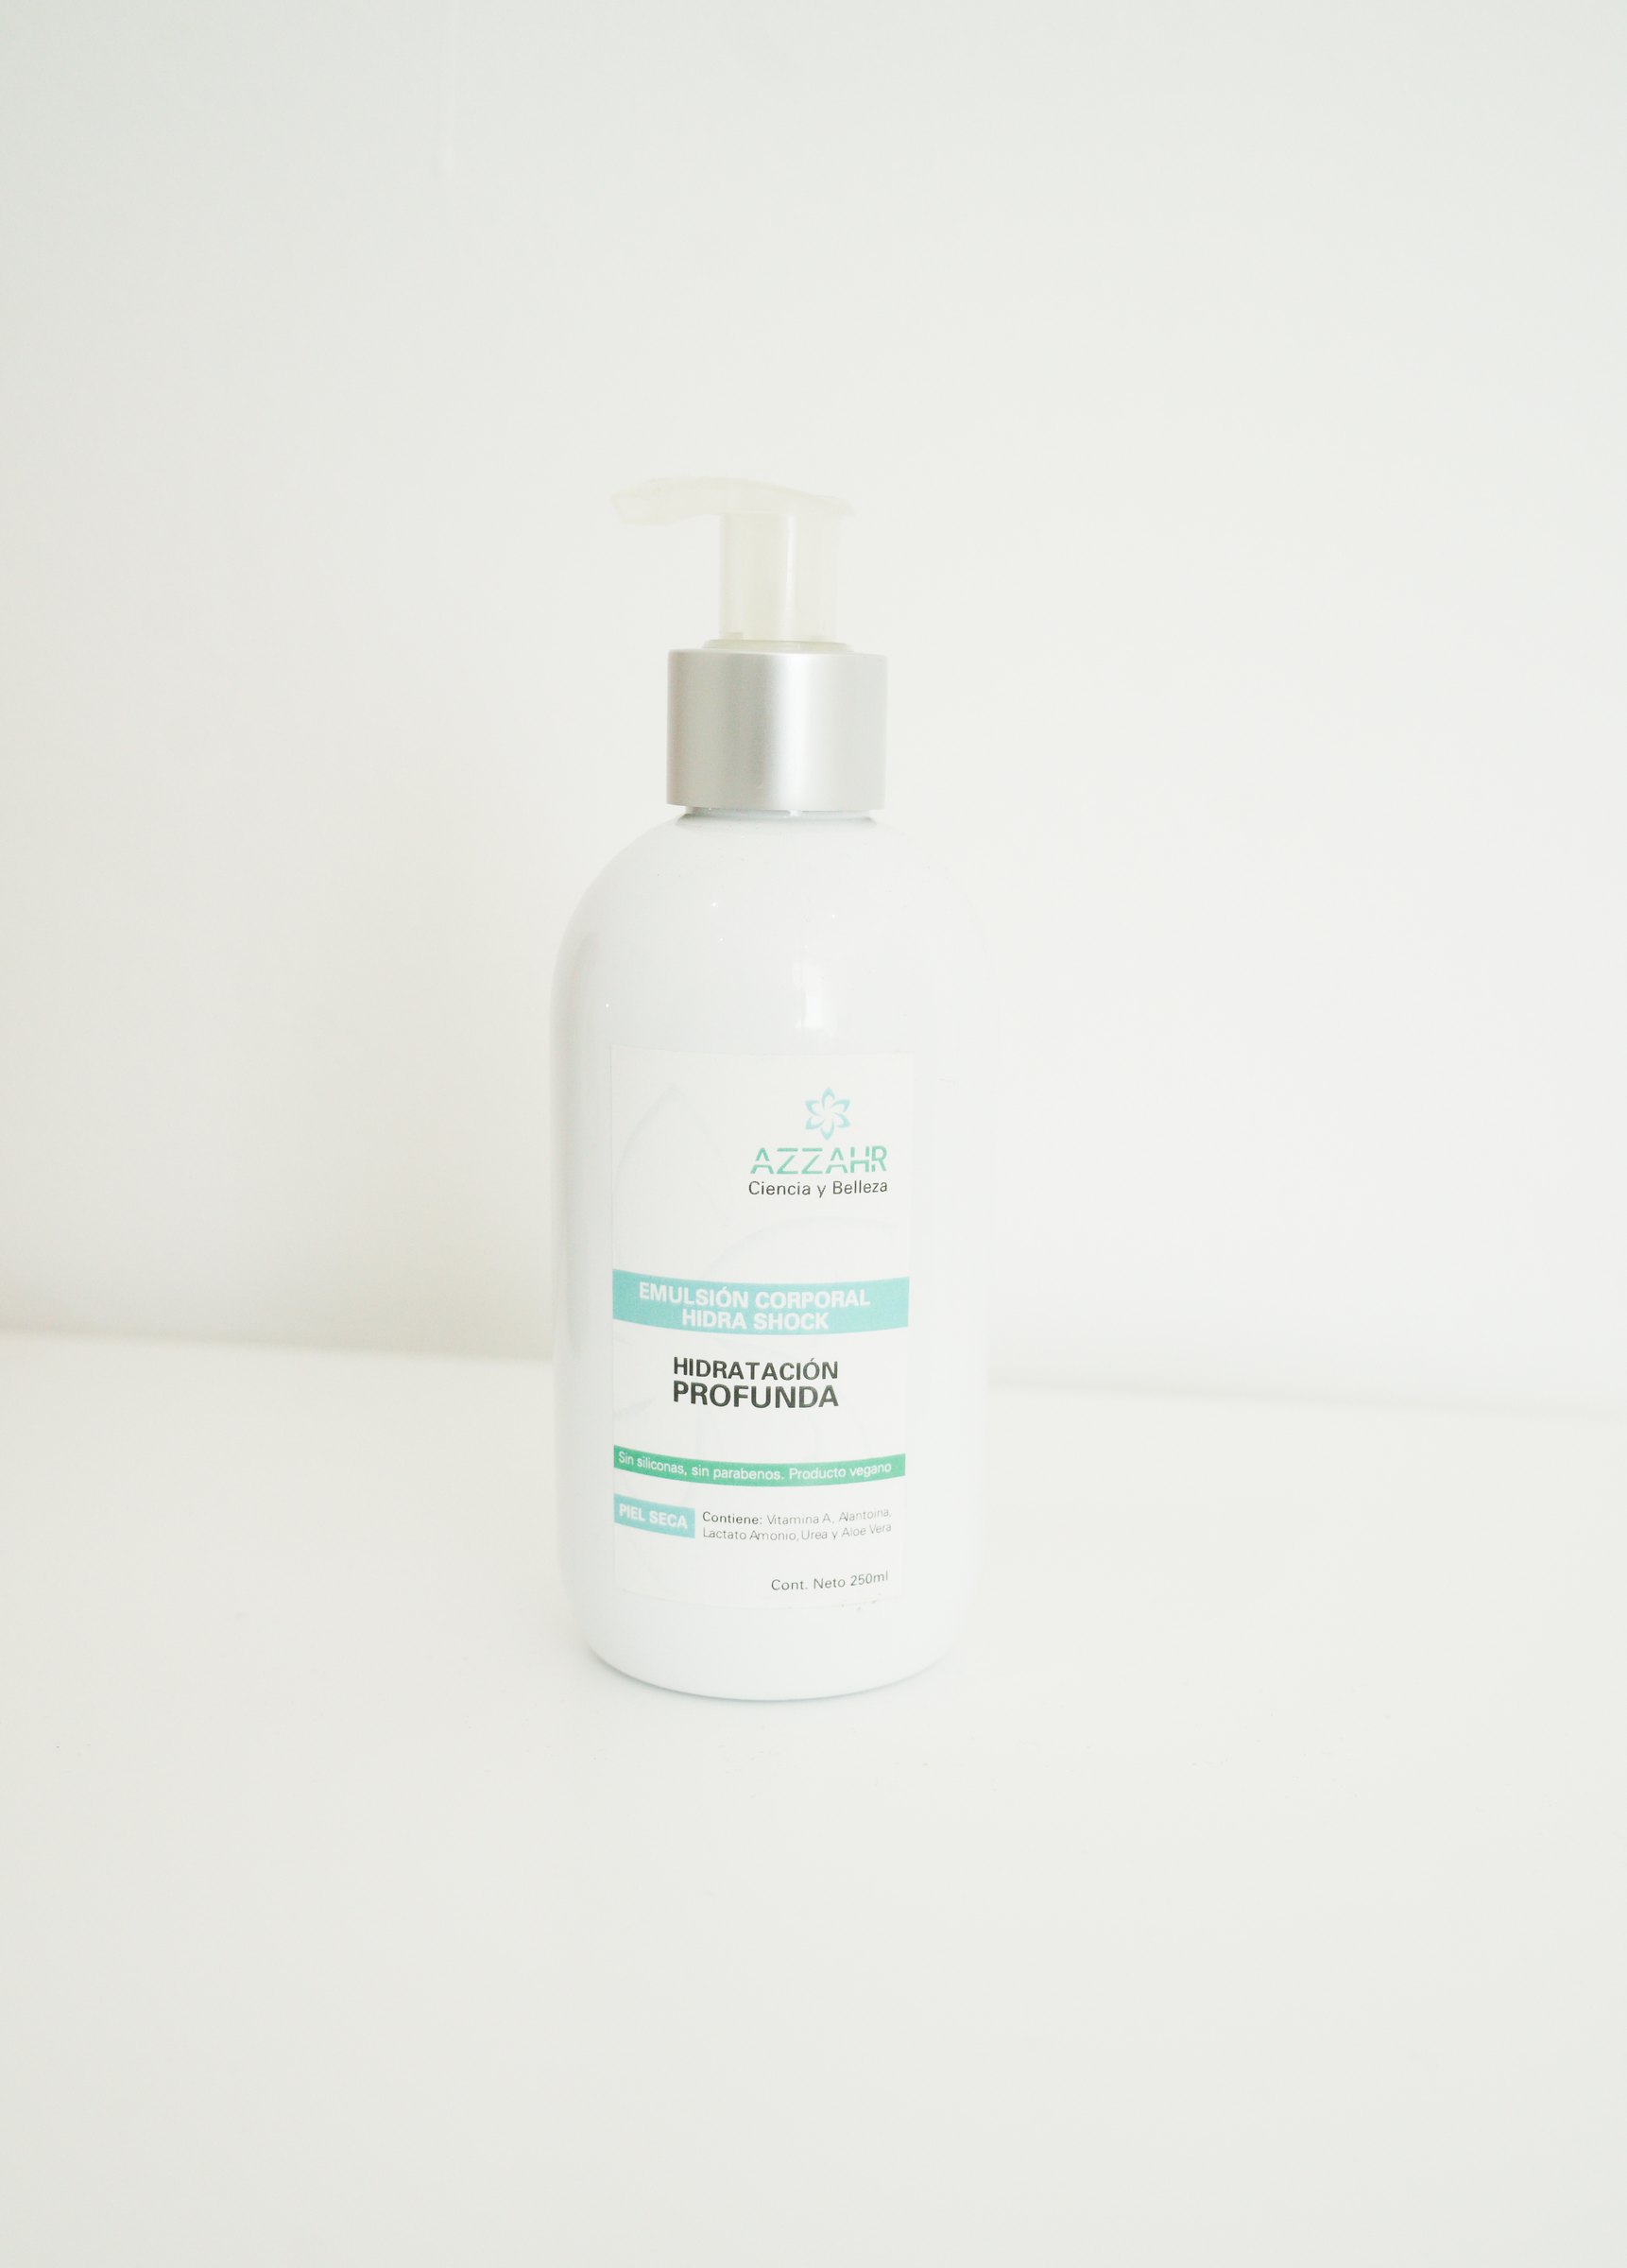 AZZAHR
Ciencia y Belleza
EMULSIÓN CORPORAL
HIDRA SHOCK
HIDRATACIÓN
PROFUNDA
Sin siliconas, sin parabenos. Producto vegano
PIEL SECA
Contiene: Vitamina A, Alantoina,
Lactato Amonio, Urea y Aloe Vera
Cont. Neto 250ml